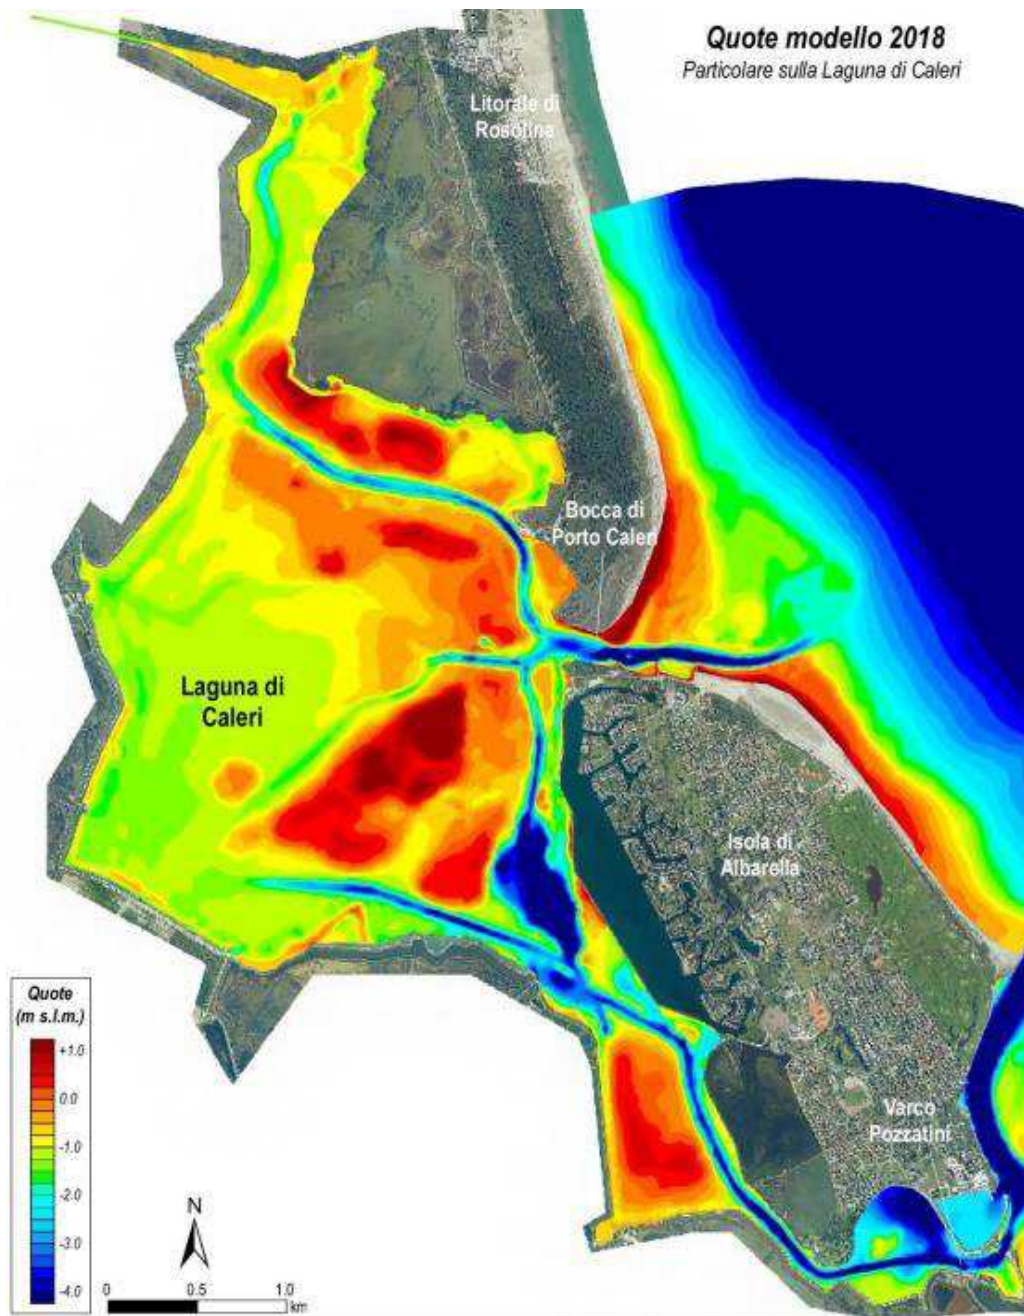 Quote modello 2018
Particolare sulla Laguna di Caleri
Litorale di
Rosolina
Bocca di
Porto Caleri
Laguna di
Caleri
Isola di
Albarella
Varco
Pozzatini
Quote
(m s.l.m.)
+1.0
0.0
-1.0
-2.0
-3.0
-4.0
N
0 0.5 1.0
km